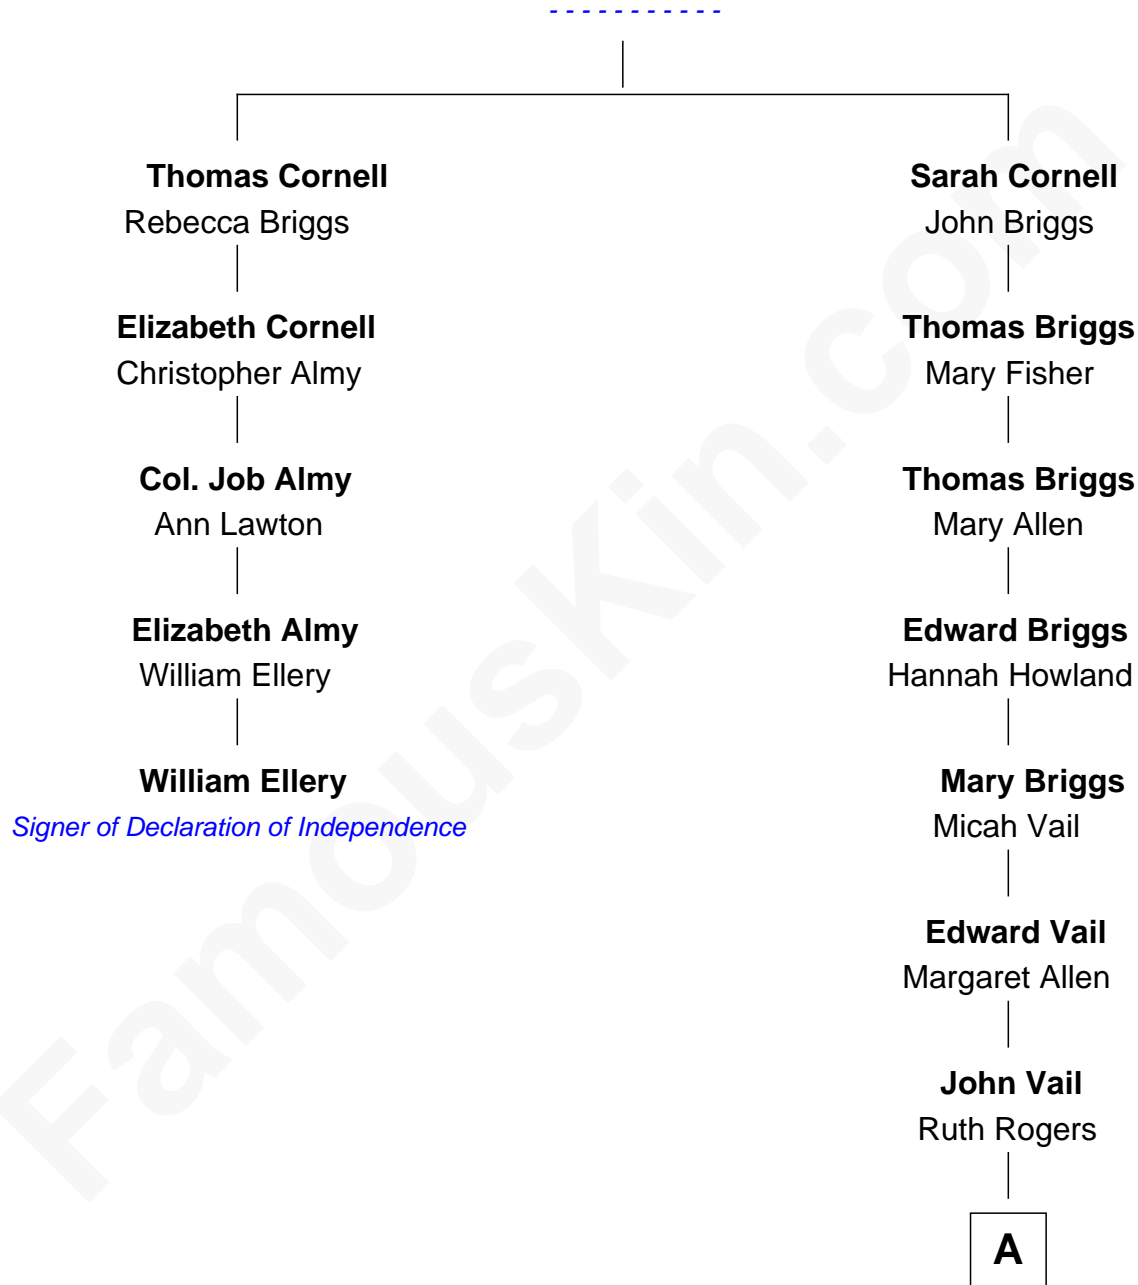 - - - - - - - - - - -
Thomas Cornell
Rebecca Briggs
Elizabeth Cornell
Christopher Almy
Col. Job Almy
Ann Lawton
Elizabeth Almy
William Ellery
William Ellery
Signer of Declaration of Independence
Sarah Cornell
John Briggs
Thomas Briggs
Mary Fisher
Thomas Briggs
Mary Allen
Edward Briggs
Hannah Howland
Mary Briggs
Micah Vail
Edward Vail
Margaret Allen
John Vail
Ruth Rogers
A
FamousKin.com